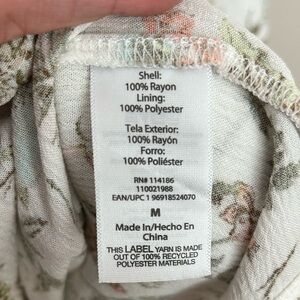 Shell:
100% Rayon
Lining:
100% Polyester
Tela Exterior:
100% Rayón
Forro:
100% Poliéster
RN# 114186
110021988
EAN/UPC 1 96918524070
M
Made In/Hecho En
China
THIS LABEL YARN IS MADE
OUT OF 100% RECYCLED
POLYESTER MATERIALS